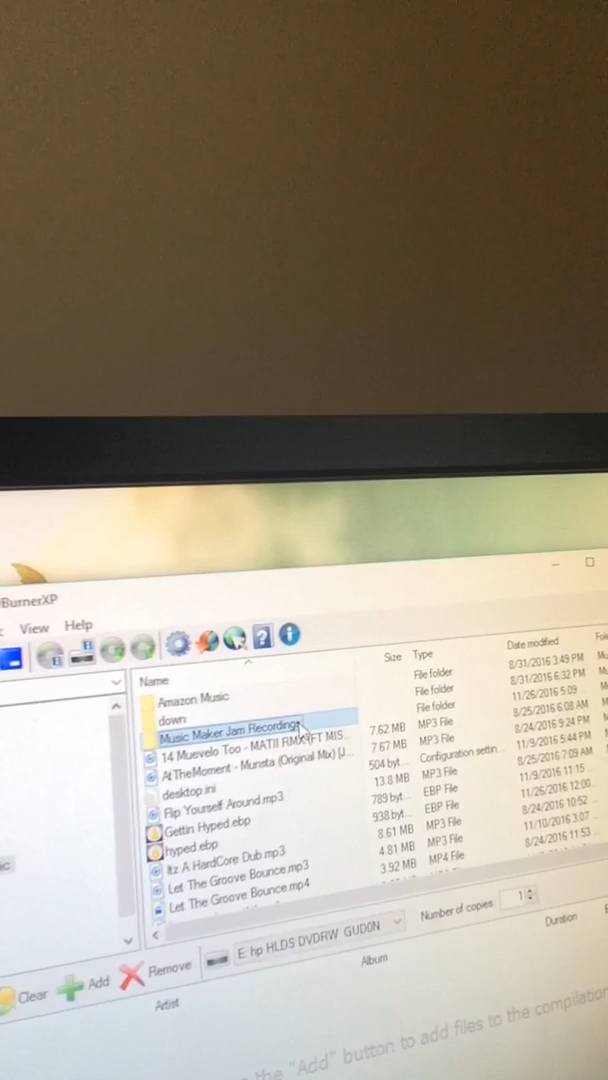 BurnerXP
View Help
Name Size Type Date modified
Amazon Music File folder 8/31/2016 3:49 PM
down File folder 8/31/2016 6:32 PM
Music Maker Jam Recordings File folder 11/26/2016 5:09
14 Muevelo Too - MATII RMX (FT MIS... 7.62 MB MP3 File 8/25/2016 6:08 AM
AtTheMoment - Munsta (Original Mix) [J... 7.67 MB MP3 File 8/24/2016 9:24 PM
desktop.ini 504 byt... Configuration settin... 11/9/2016 5:44 PM
Flip Yourself Around.mp3 13.8 MB MP3 File 8/25/2016 7:09 AM
Gettin Hyped.ebp 789 byt... EBP File 11/9/2016 11:15
hyped.ebp 938 byt... EBP File 11/26/2016 12:00
Itz A HardCore Dub.mp3 8.61 MB MP3 File 8/24/2016 10:52
Let The Groove Bounce.mp3 4.81 MB MP3 File 11/10/2016 3:07
Let The Groove Bounce.mp4 3.92 MB MP4 File 8/24/2016 11:53
ic
E: hp HLDS DVDRW GUD0N Number of copies 1
Clear Add Remove
Artist Album Duration
the "Add" button to add files to the compilation